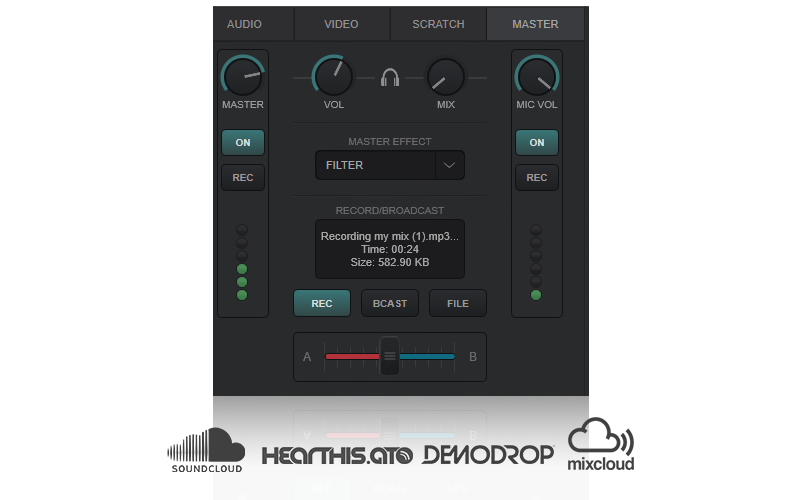 AUDIO VIDEO SCRATCH MASTER
MASTER VOL MIX MIC VOL
ON ON
MASTER EFFECT
FILTER
REC REC
RECORD/BROADCAST
Recording my mix (1).mp3...
Time: 00:24
Size: 582.90 KB
REC BCAST FILE
A B
SOUNDCLOUD HEARTHIS.AT DEMODROP mixcloud